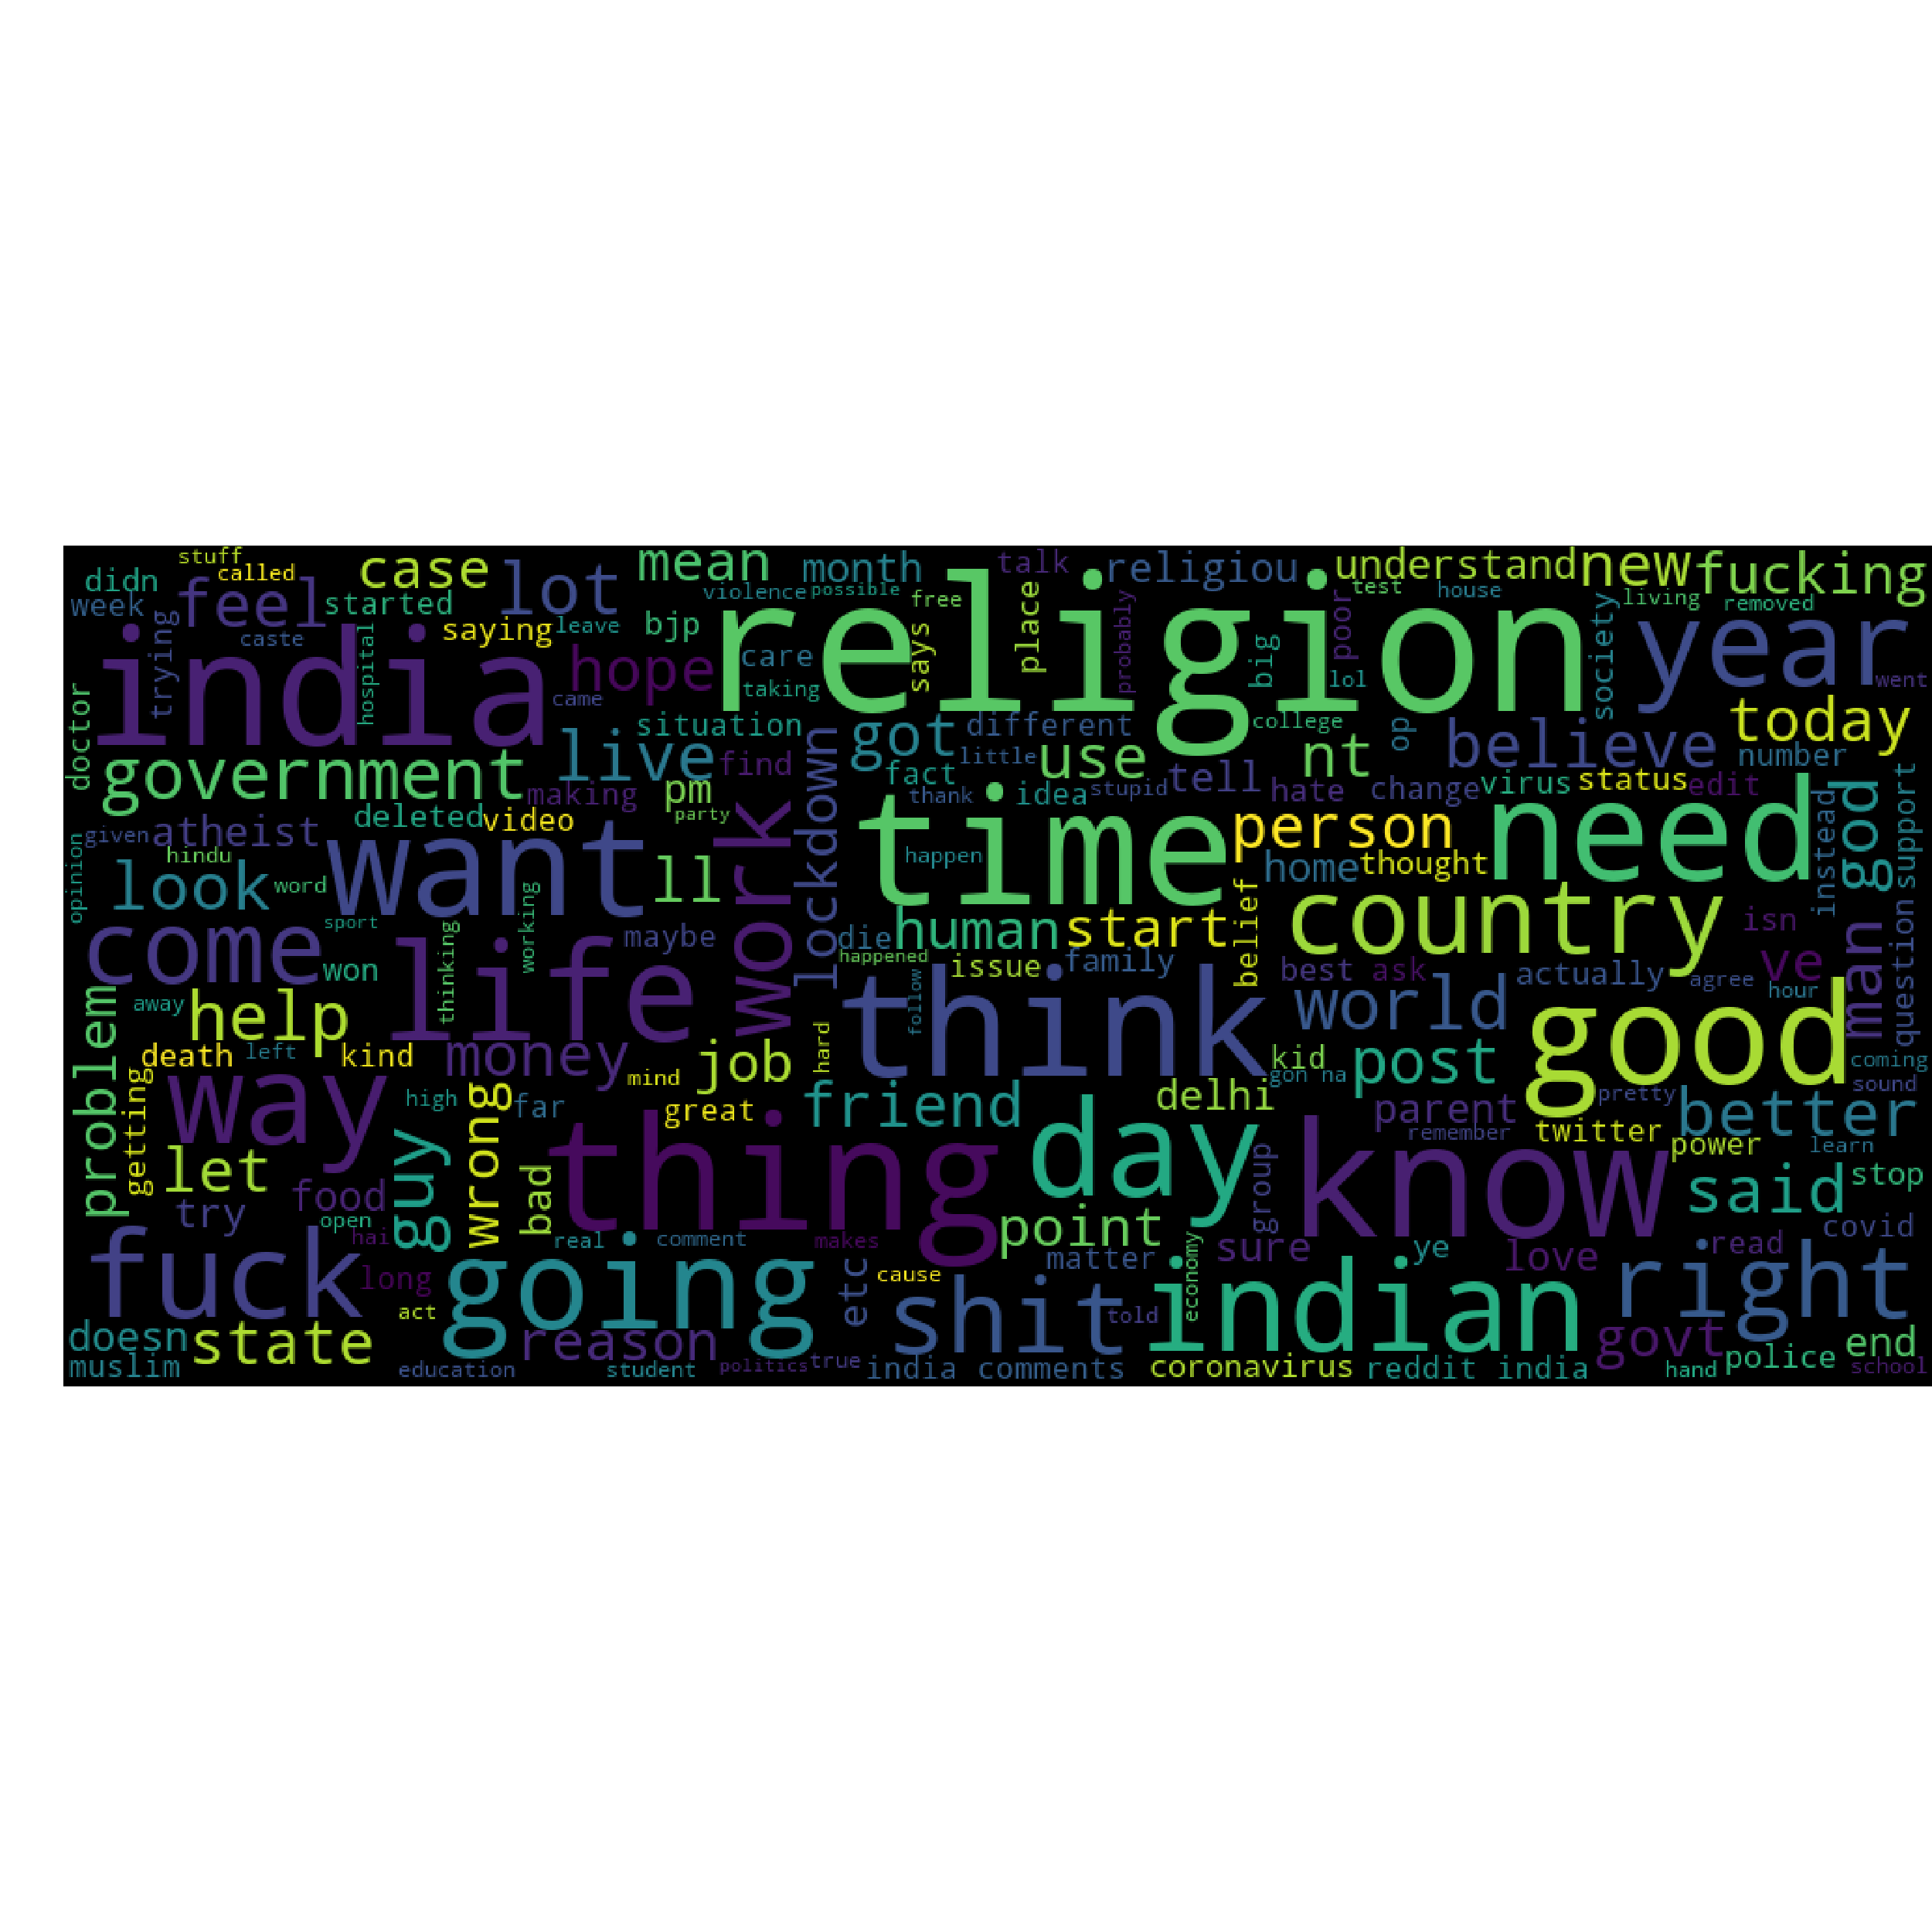 stuff
called
didn
week
case
feel
started
lot
mean
month
violence
possible
talk
free
religiou
place
understand
new
fucking
test
house
living
removed
religion
year
caste
saying
leave
bjp
trying
india
hospital
hope
care
says
taking
came
probably
big
poor
lol
society
went
doctor
government
live
situation
find
lockdown
got
different
little
fact
use
college
nt
op
believe
today
number
making
pm
party
thank
idea
stupid
tell
hate
change
virus
status
edit
deleted
video
given
atheist
want
work
time
happen
person
need
god
instead
support
opinion
hindu
look
word
ll
home
thought
sport
working
thinking
country
belief
come
maybe
die
human
start
happened
isn
won
life
issue
family
best
ask
actually
agree
ve
hour
man
question
problem
away
help
follow
think
world
good
death
left
kind
money
job
hard
kid
gon na
post
coming
sound
way
getting
mind
high
wrong
far
great
friend
delhi
parent
pretty
better
let
guy
bad
thing
day
remember
know
twitter
power
learn
food
try
open
hai
point
group
said
stop
fuck
long
real
comment
makes
matter
sure
ye
love
read
covid
going
etc
cause
economy
right
act
shit
told
indian
doesn
state
reason
govt
end
muslim
education
student
politics
true
india comments
coronavirus
reddit india
police
hand
school